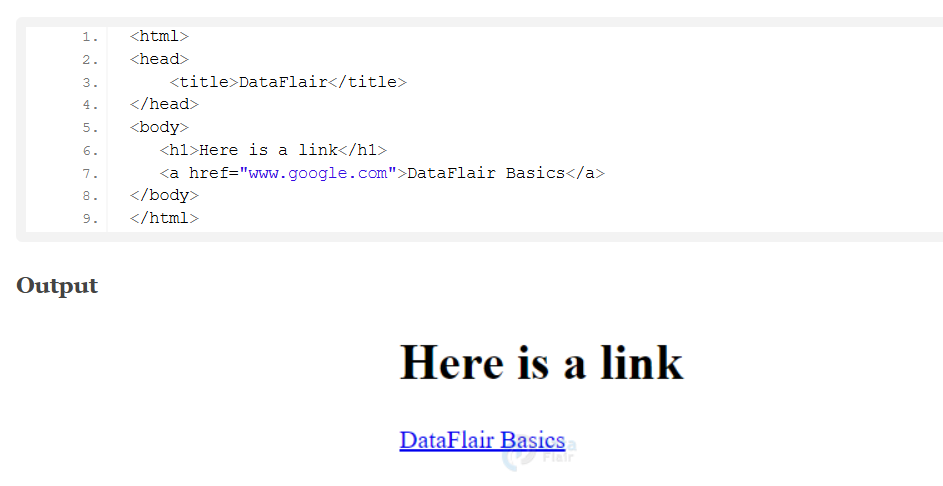 1. <html>
2. <head>
3. <title>DataFlair</title>
4. </head>
5. <body>
6. <h1>Here is a link</h1>
7. <a href="www.google.com">DataFlair Basics</a>
8. </body>
9. </html>
Output
Here is a link
DataFlair Basics
Flair